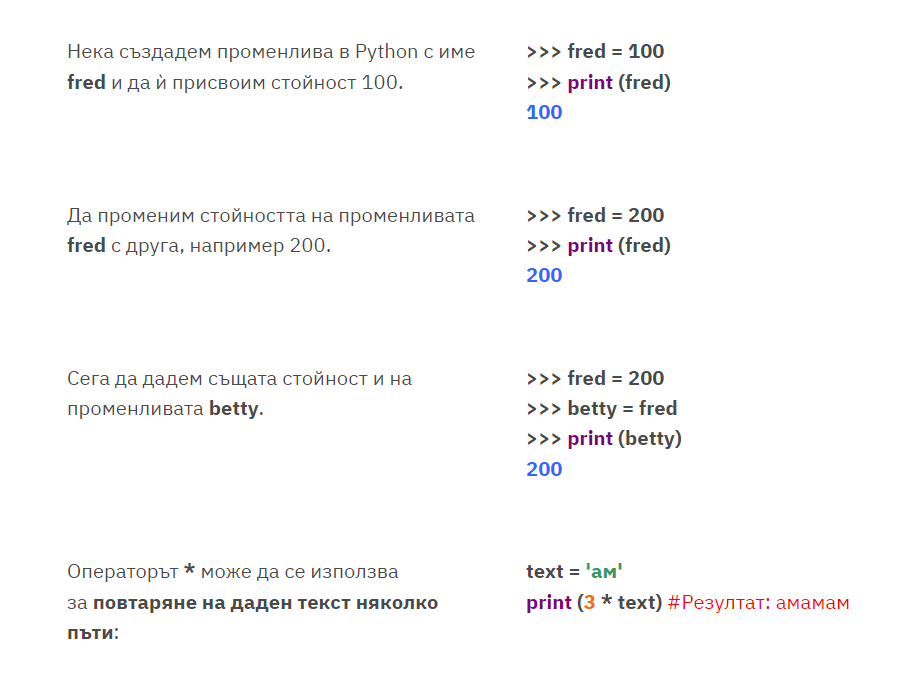 Нека създадем променлива в Python с име
fred и да ѝ присвоим стойност 100.
>>> fred = 100
>>> print (fred)
100
Да променим стойността на променливата
fred с друга, например 200.
>>> fred = 200
>>> print (fred)
200
Сега да дадем същата стойност и на
променливата betty.
>>> fred = 200
>>> betty = fred
>>> print (betty)
200
Операторът * може да се използва
за повтаряне на даден текст няколко
пъти:
text = 'ам'
print (3 * text) #Резултат: амамам